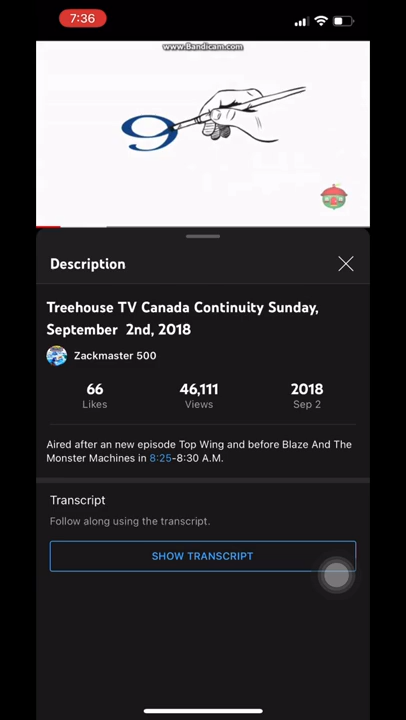 7:36
www.Bandicam.com
9
Description
Treehouse TV Canada Continuity Sunday,
September 2nd, 2018
Zackmaster 500
66 46,111 2018
Likes Views Sep 2
Aired after an new episode Top Wing and before Blaze And The
Monster Machines in 8:25-8:30 A.M.
Transcript
Follow along using the transcript.
SHOW TRANSCRIPT